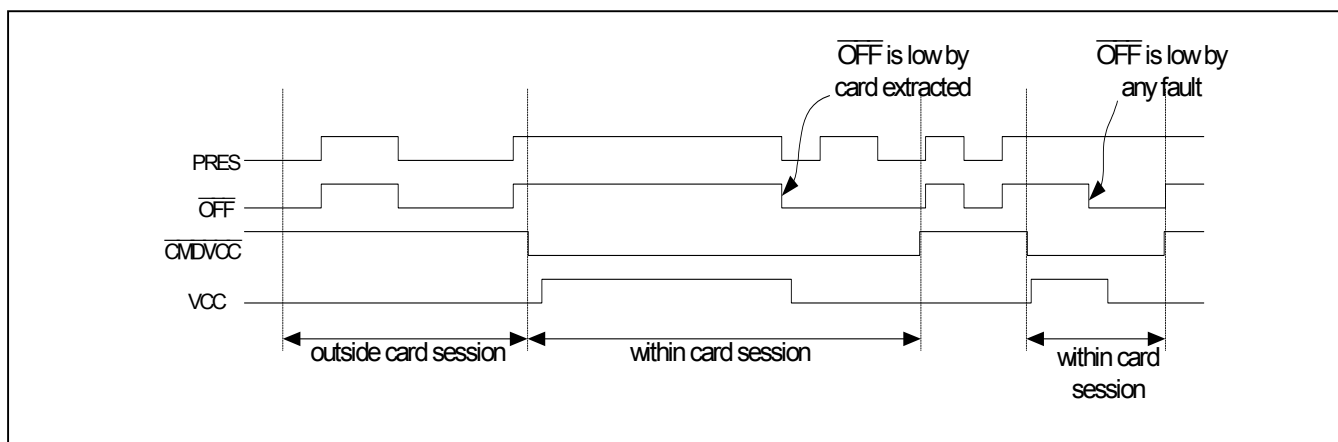 OFF is low by
card extracted
OFF is low by
any fault
PRES
OFF
CMDVCC
VCC
outside card session
within card session
within card
session